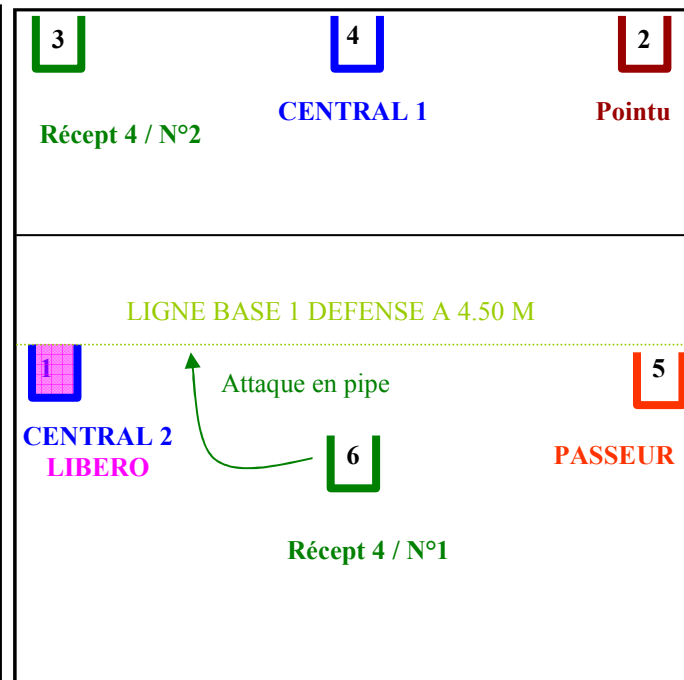 3 4 2
CENTRAL 1 Pointu
Récept 4 / N°2
LIGNE BASE 1 DEFENSE A 4.50 M
1 5
Attaque en pipe
CENTRAL 2
LIBERO
6
PASSEUR
Récept 4 / N°1